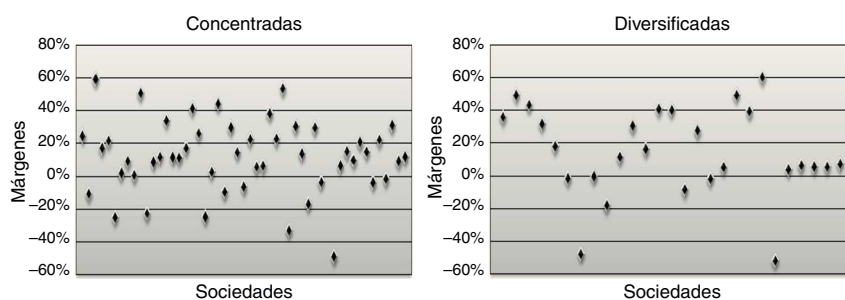 Concentradas
80%
60%
40%
20%
0%
–20%
–40%
–60%
Márgenes
Sociedades
Diversificadas
80%
60%
40%
20%
0%
–20%
–40%
–60%
Márgenes
Sociedades